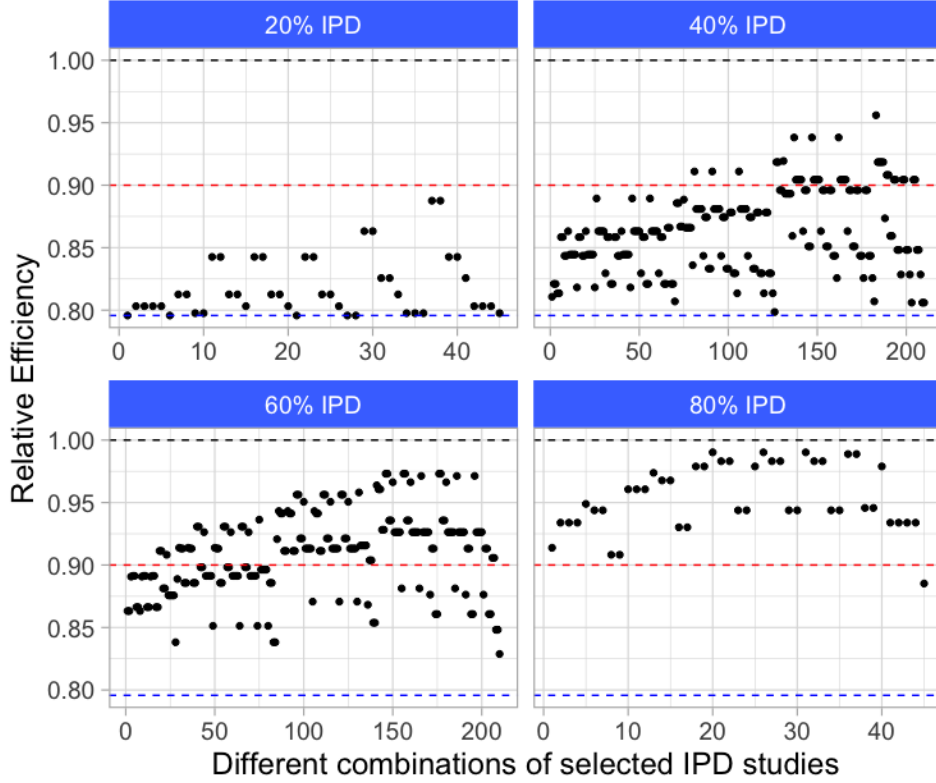 20% IPD
40% IPD
1.00
0.95
0.90
0.85
0.80
0 10 20 30 40
0 50 100 150 200
60% IPD
80% IPD
1.00
0.95
0.90
0.85
0.80
0 50 100 150 200
0 10 20 30 40
Relative Efficiency
Different combinations of selected IPD studies